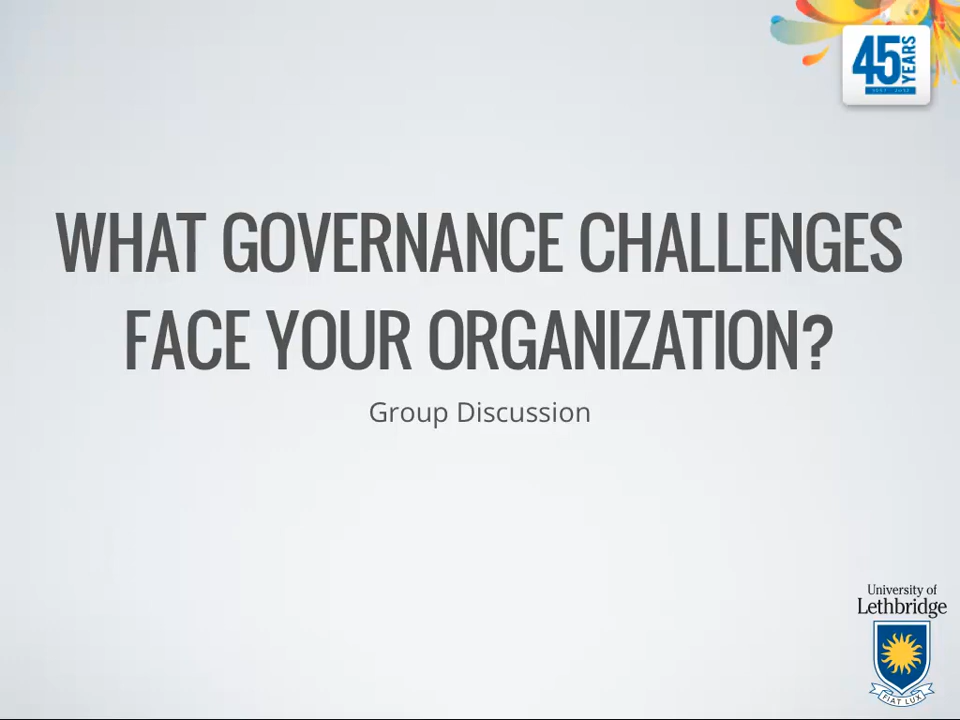 45
YEARS
WHAT GOVERNANCE CHALLENGES
FACE YOUR ORGANIZATION?
Group Discussion
University of
Lethbridge
FIAT LUX